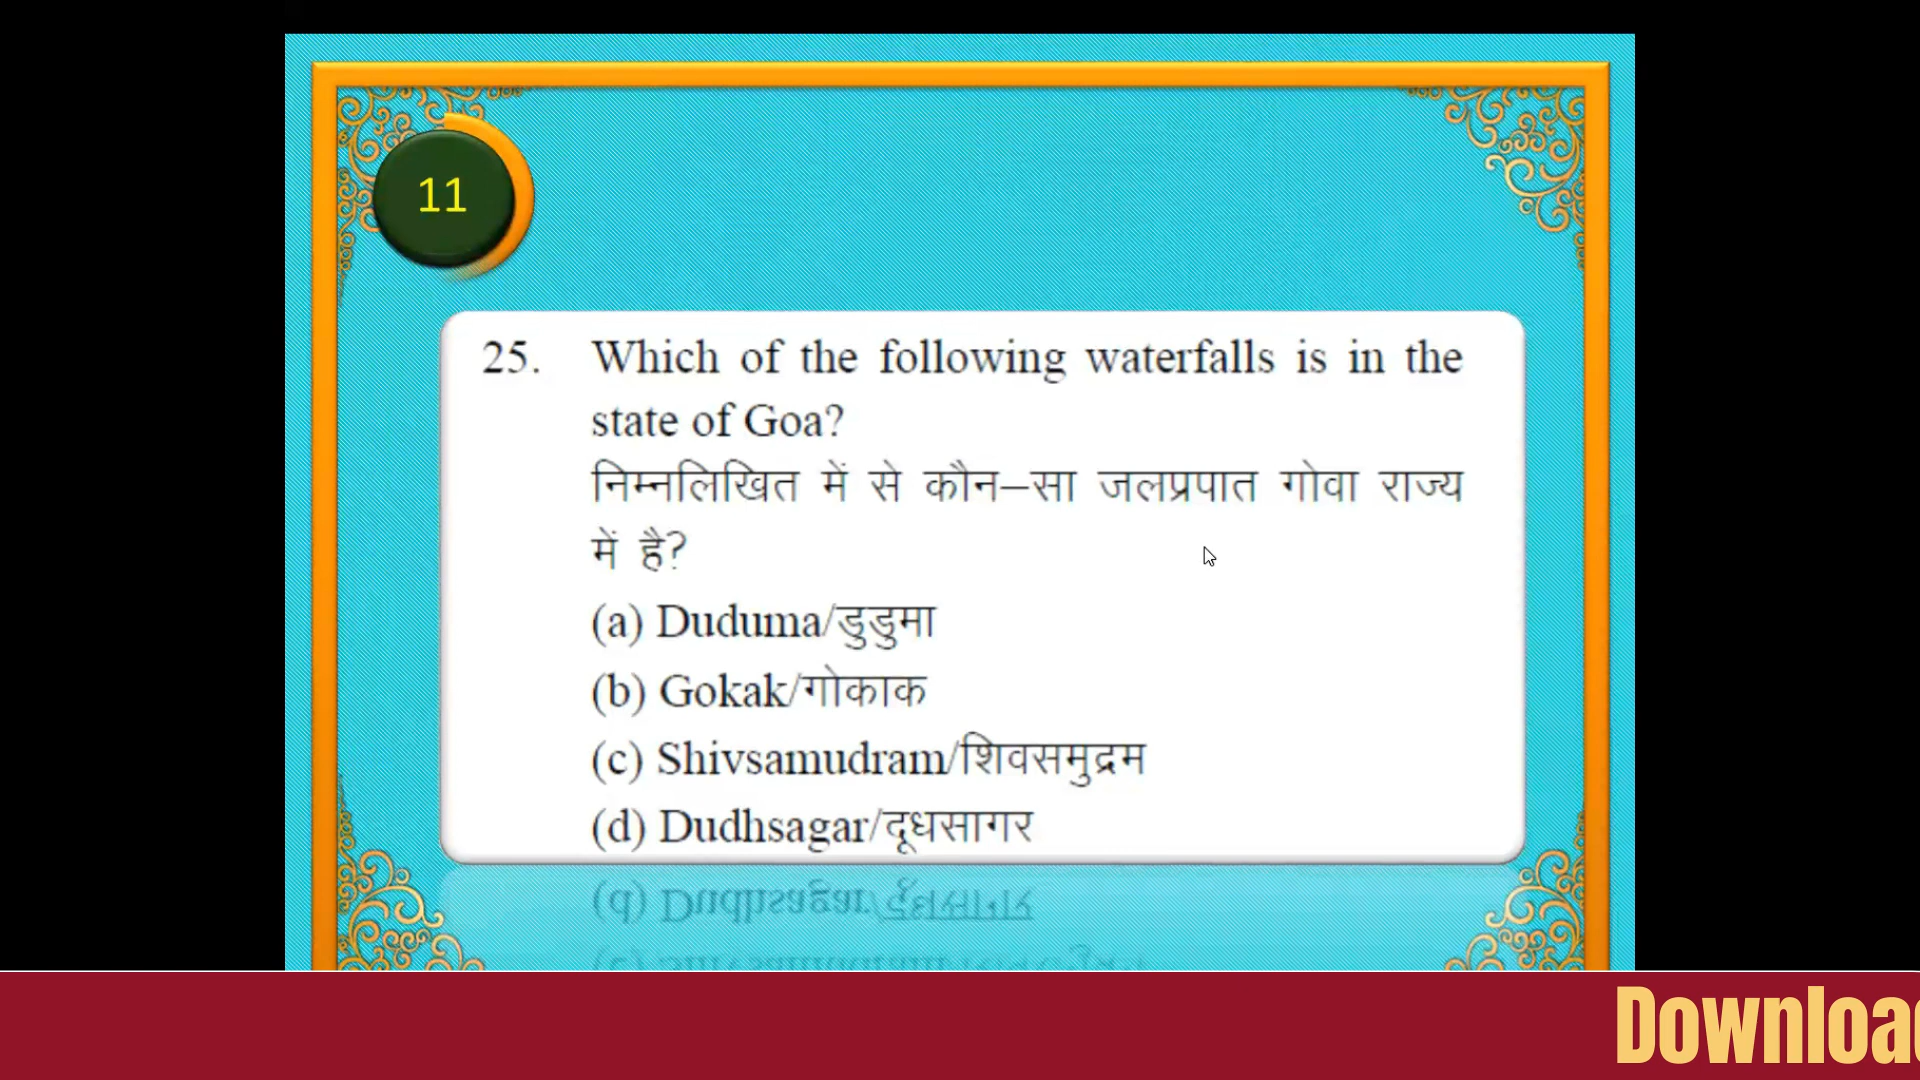 11
25. Which of the following waterfalls is in the
state of Goa?
निम्नलिखित में से कौन–सा जलप्रपात गोवा राज्य
में है?
(a) Duduma/डुडुमा
(b) Gokak/गोकाक
(c) Shivsamudram/शिवसमुद्रम
(d) Dudhsagar/दूधसागर